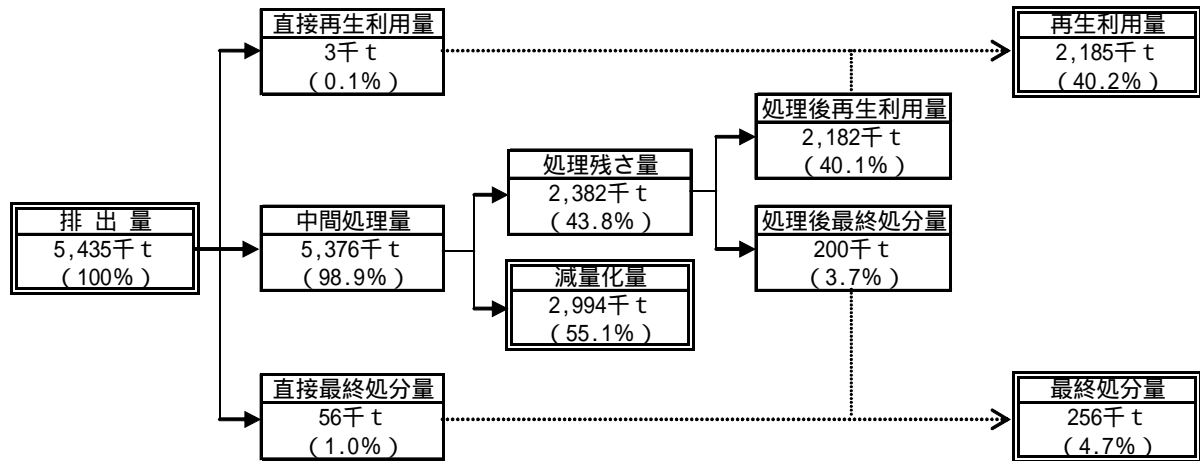 直接再生利用量
3千ｔ
(0.1%)
再生利用量
2,185千ｔ
(40.2%)
処理後再生利用量
2,182千ｔ
(40.1%)
処理残さ量
2,382千ｔ
(43.8%)
排 出 量
5,435千ｔ
(100%)
中間処理量
5,376千ｔ
(98.9%)
処理後最終処分量
200千ｔ
(3.7%)
減量化量
2,994千ｔ
(55.1%)
直接最終処分量
56千ｔ
(1.0%)
最終処分量
256千ｔ
(4.7%)